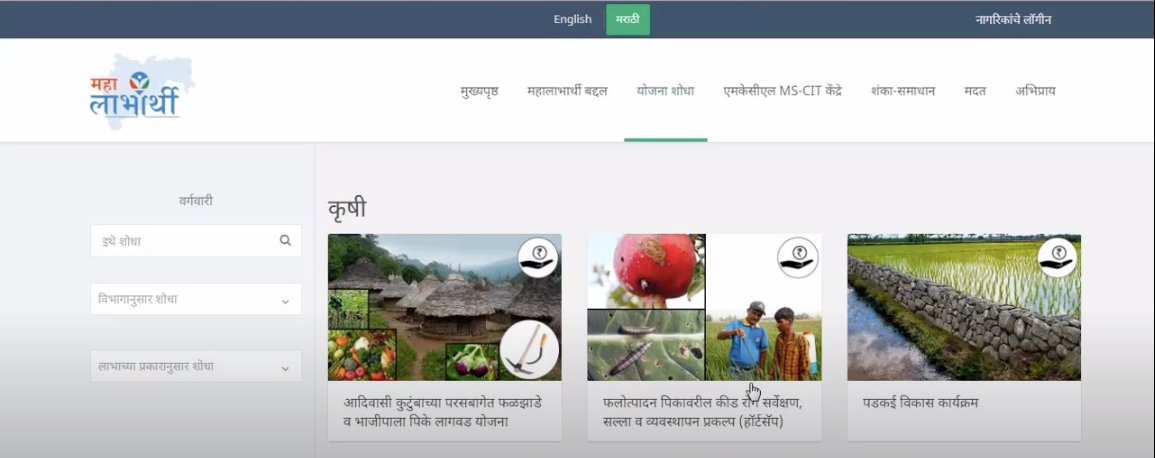 English मराठी नागरिकांचे लॉगीन
महा
लाभार्थी
मुख्यपृष्ठ महालाभार्थी बद्दल योजना शोधा एमकेसीएल MS-CIT केंद्रे शंका-समाधान मदत अभिप्राय
वर्गवारी
इथे शोधा
विभागानुसार शोधा
लाभाच्या प्रकारानुसार शोधा
कृषी
आदिवासी कुटुंबाच्या परसबागेत फळझाडे
व भाजीपाला पिके लागवड योजना
फलोत्पादन पिकावरील कीड रोग सर्वेक्षण,
सल्ला व व्यवस्थापन प्रकल्प (हॉर्टसॅप)
पडकई विकास कार्यक्रम